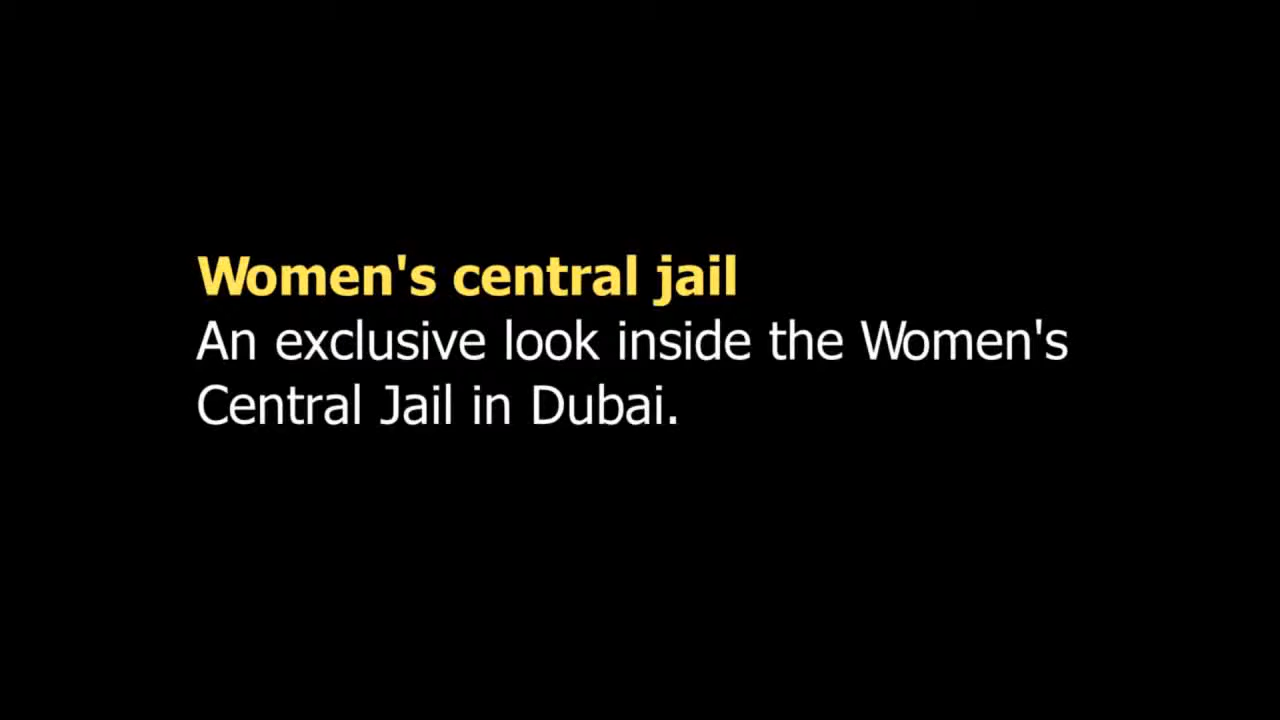 Women's central jail
An exclusive look inside the Women's
Central Jail in Dubai.